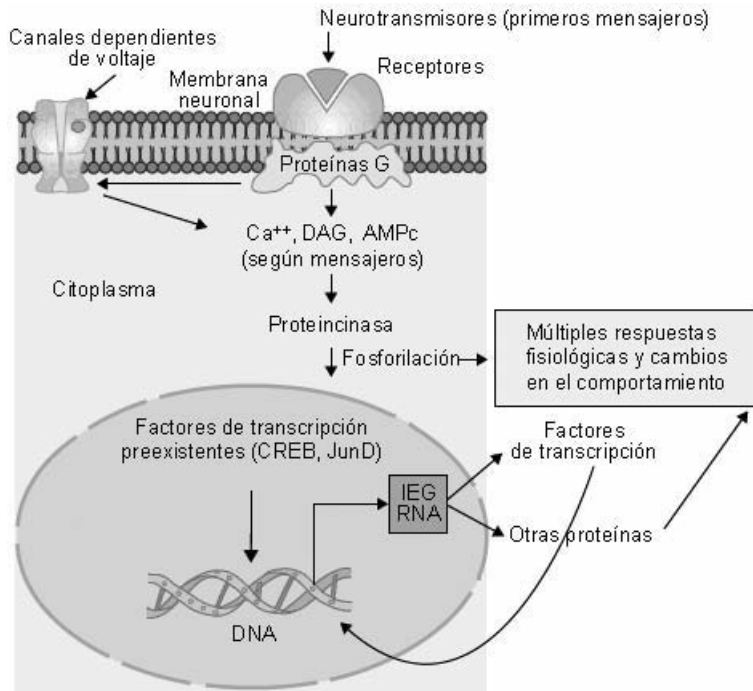 Neurotransmisores (primeros mensajeros)
Canales dependientes
de voltaje
Membrana
neuronal
Receptores
Proteínas G
Ca++, DAG, AMPc
(según mensajeros)
Citoplasma
Proteincinasa
Fosforilación
Múltiples respuestas
fisiológicas y cambios
en el comportamiento
Factores de transcripción
preexistentes (CREB, JunD)
Factores
de transcripción
IEG
RNA
Otras proteínas
DNA